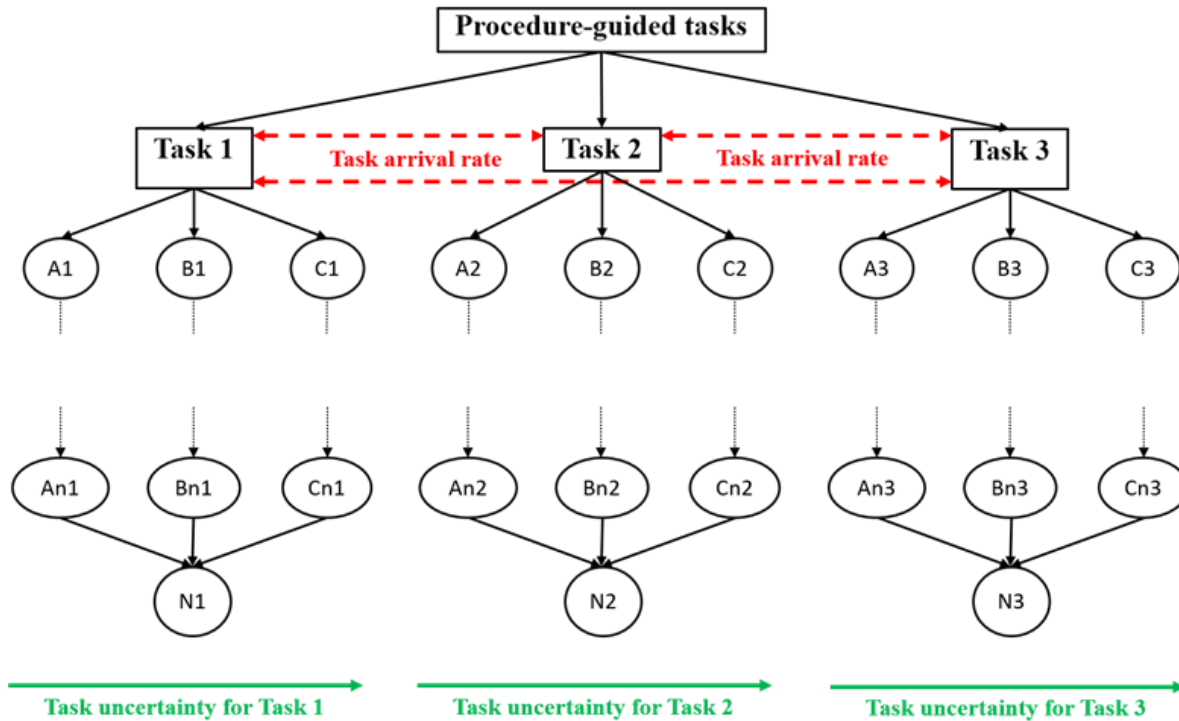 Procedure-guided tasks
Task 1
Task 2
Task 3
Task arrival rate
Task arrival rate
A1
B1
C1
A2
B2
C2
A3
B3
C3
An1
Bn1
Cn1
An2
Bn2
Cn2
An3
Bn3
Cn3
N1
N2
N3
Task uncertainty for Task 1
Task uncertainty for Task 2
Task uncertainty for Task 3